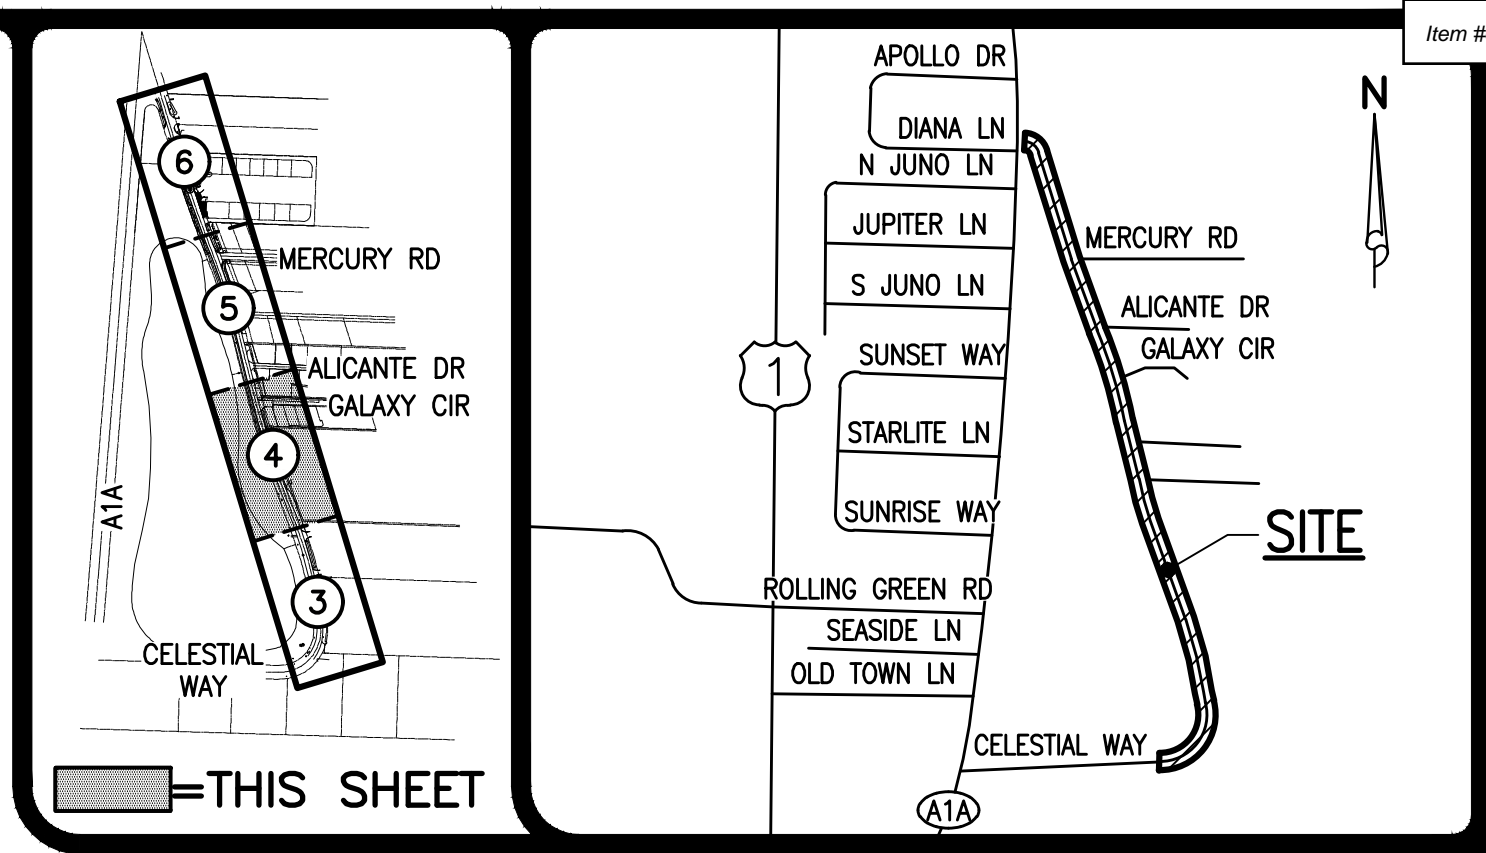 Item #
6
MERCURY RD
5
ALICANTE DR
GALAXY CIR
4
A1A
3
CELESTIAL
WAY
=THIS SHEET
APOLLO DR
DIANA LN
N JUNO LN
JUPITER LN
S JUNO LN
SUNSET WAY
STARLITE LN
SUNRISE WAY
ROLLING GREEN RD
SEASIDE LN
OLD TOWN LN
CELESTIAL WAY
A1A
1
N
MERCURY RD
ALICANTE DR
GALAXY CIR
SITE